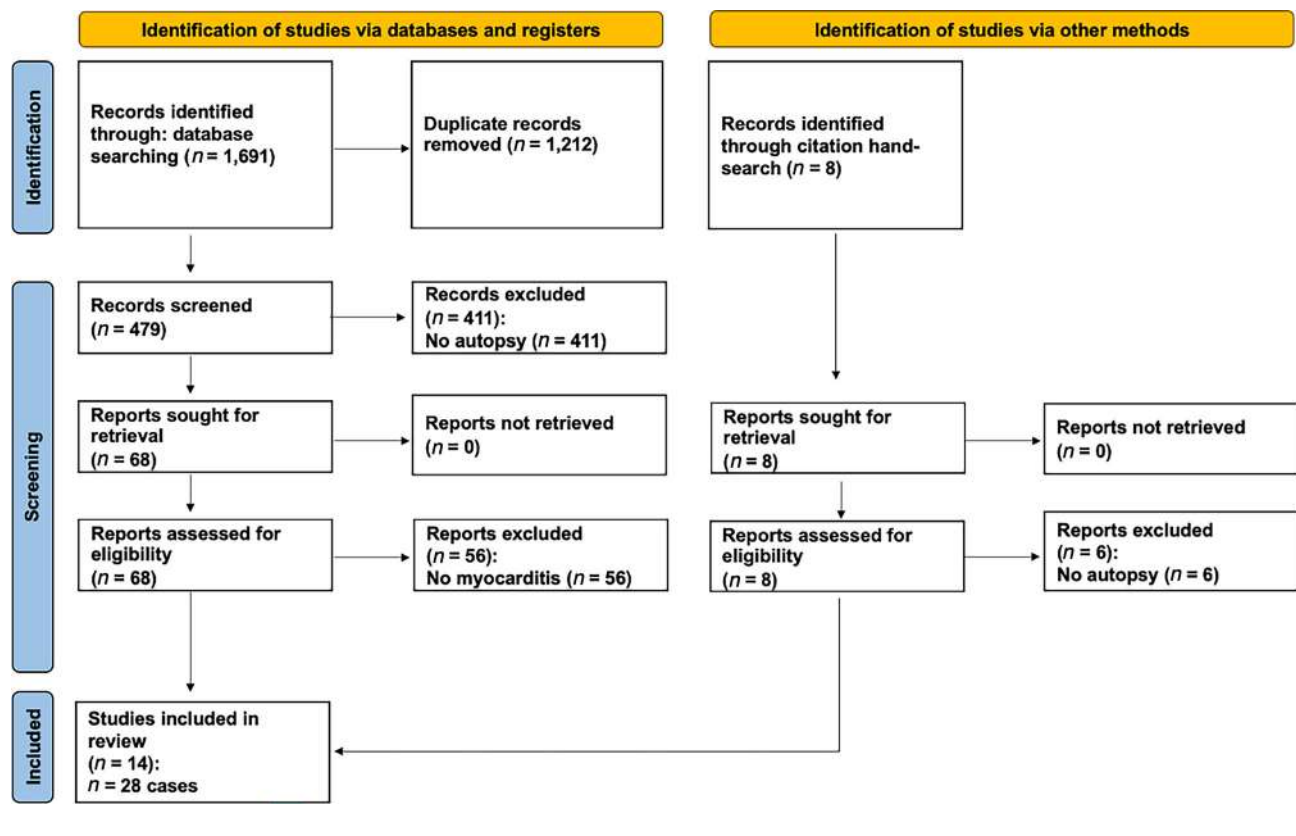 Identification of studies via databases and registers
Identification of studies via other methods
Identification
Records identified
through: database
searching (n = 1,691)
Duplicate records
removed (n = 1,212)
Records identified
through citation hand-
search (n = 8)
Screening
Records screened
(n = 479)
Records excluded
(n = 411):
No autopsy (n = 411)
Reports sought for
retrieval
(n = 68)
Reports not retrieved
(n = 0)
Reports sought for
retrieval
(n = 8)
Reports not retrieved
(n = 0)
Reports assessed for
eligibility
(n = 68)
Reports excluded
(n = 56):
No myocarditis (n = 56)
Reports assessed for
eligibility
(n = 8)
Reports excluded
(n = 6):
No autopsy (n = 6)
Included
Studies included in
review
(n = 14):
n = 28 cases